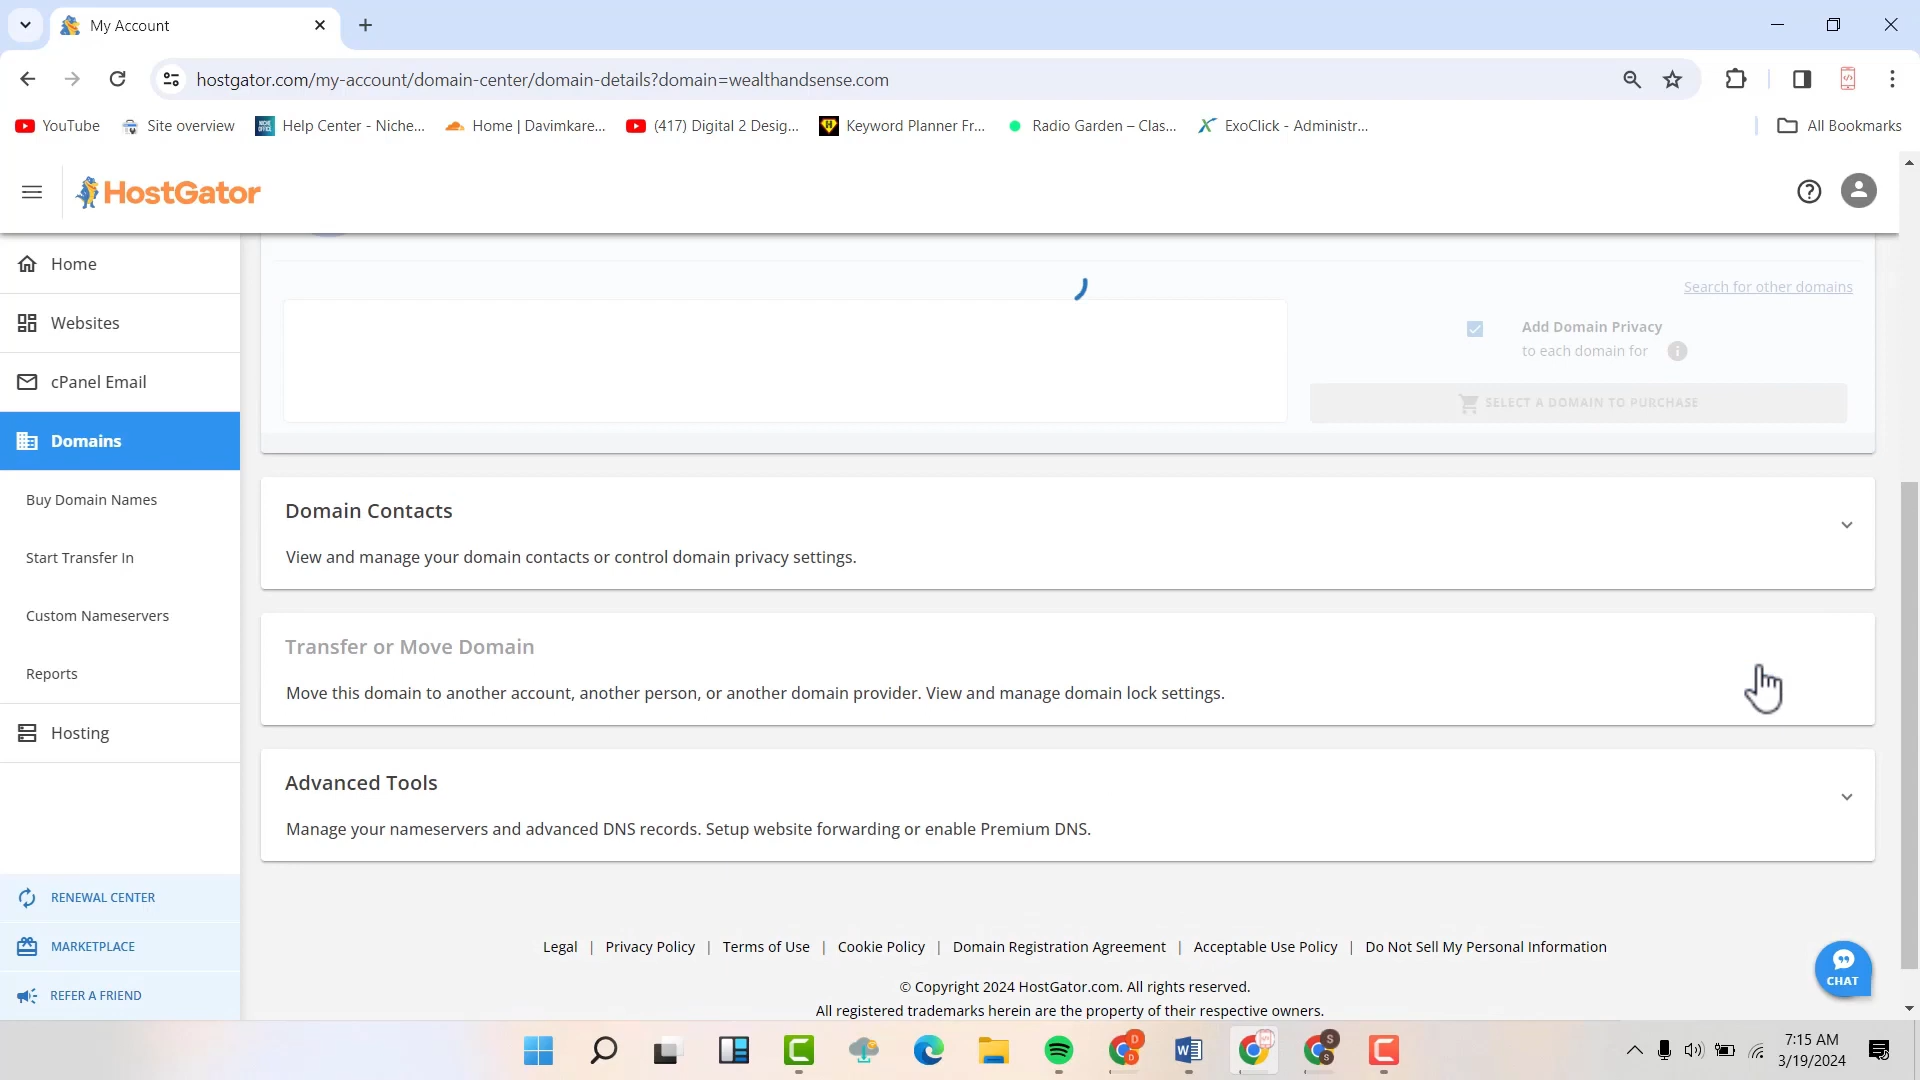 My Account
hostgator.com/my-account/domain-center/domain-details?domain=wealthandsense.com
YouTube
Site overview
Help Center - Niche...
Home | Davimkare...
(417) Digital 2 Desig...
Keyword Planner Fr...
Radio Garden – Clas...
ExoClick - Administr...
All Bookmarks
HostGator
Home
Websites
cPanel Email
Domains
Buy Domain Names
Start Transfer In
Custom Nameservers
Reports
Hosting
RENEWAL CENTER
MARKETPLACE
REFER A FRIEND
Search for other domains
Add Domain Privacy
to each domain for
SELECT A DOMAIN TO PURCHASE
Domain Contacts
View and manage your domain contacts or control domain privacy settings.
Transfer or Move Domain
Move this domain to another account, another person, or another domain provider. View and manage domain lock settings.
Advanced Tools
Manage your nameservers and advanced DNS records. Setup website forwarding or enable Premium DNS.
Legal | Privacy Policy | Terms of Use | Cookie Policy | Domain Registration Agreement | Acceptable Use Policy | Do Not Sell My Personal Information
© Copyright 2024 HostGator.com. All rights reserved.
All registered trademarks herein are the property of their respective owners.
CHAT
7:15 AM
3/19/2024